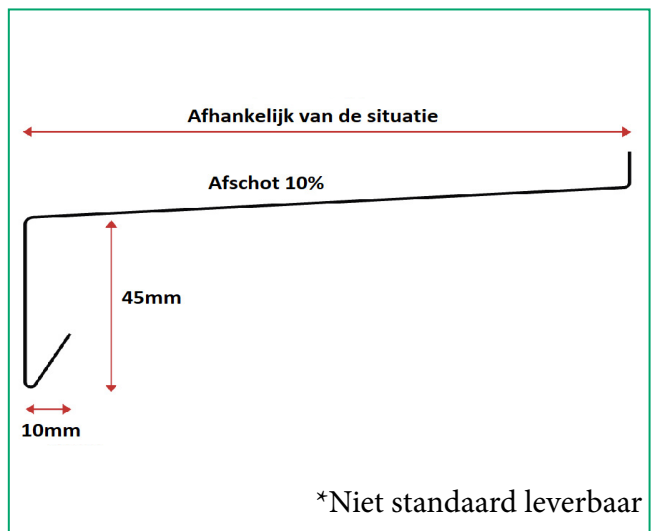 Afhankelijk van de situatie
Afschot 10%
45mm
10mm
*Niet standaard leverbaar